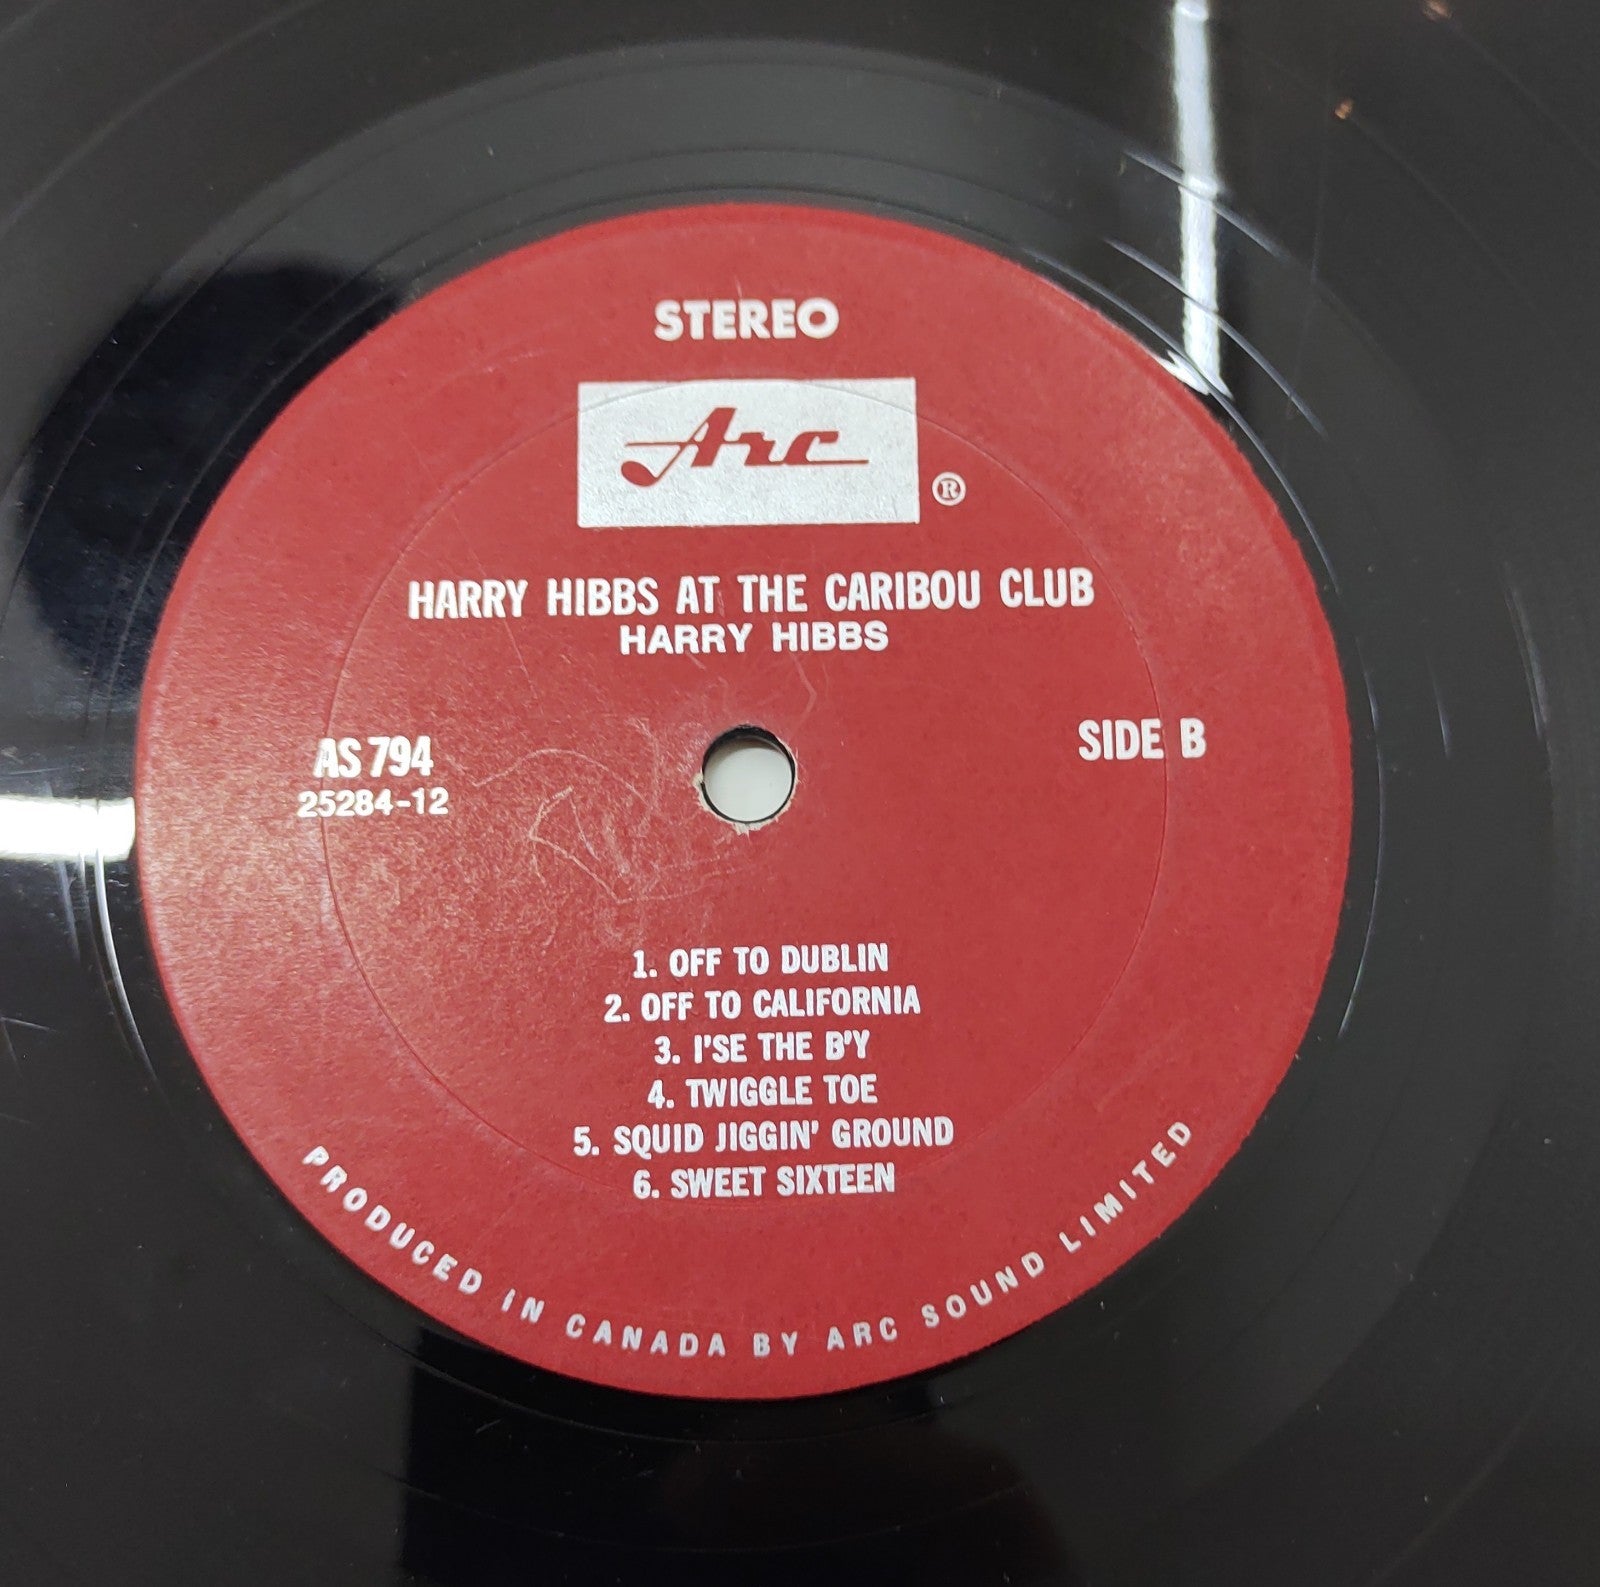 STEREO
Arc ®
HARRY HIBBS AT THE CARIBOU CLUB
HARRY HIBBS
AS 794
25284-12
SIDE B
1. OFF TO DUBLIN
2. OFF TO CALIFORNIA
3. I'SE THE B'Y
4. TWIGGLE TOE
5. SQUID JIGGIN' GROUND
6. SWEET SIXTEEN
PRODUCED IN CANADA BY ARC SOUND LIMITED